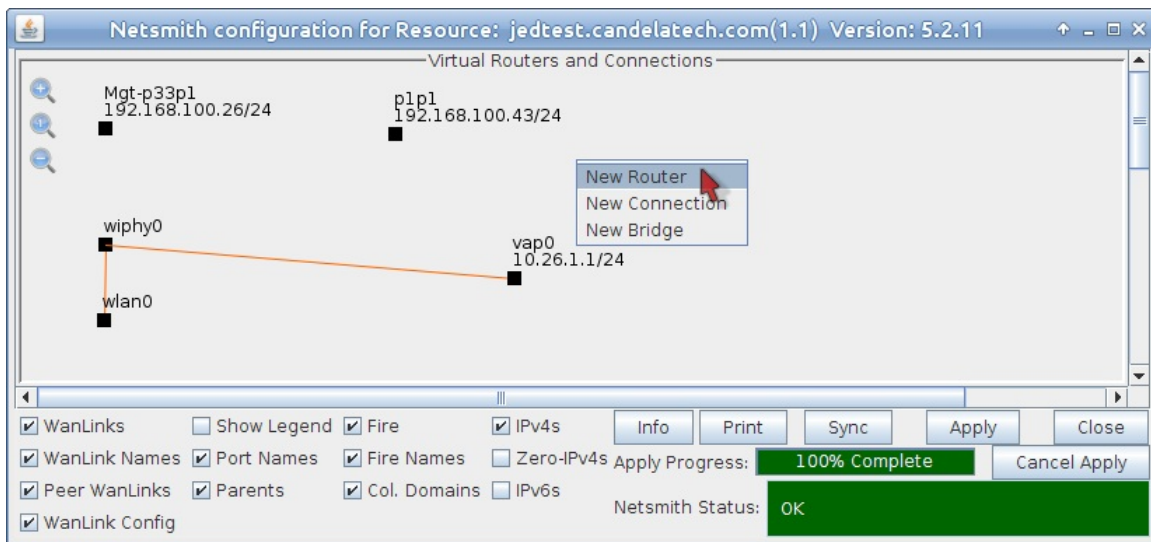 Netsmith configuration for Resource: jedtest.candelatech.com(1.1) Version: 5.2.11
Virtual Routers and Connections
Mgt-p33p1
192.168.100.26/24
p1p1
192.168.100.43/24
New Router
New Connection
New Bridge
wiphy0
vap0
10.26.1.1/24
wlan0
WanLinks Show Legend Fire IPv4s Info Print Sync Apply Close
WanLink Names Port Names Fire Names Zero-IPv4s Apply Progress: 100% Complete Cancel Apply
Peer WanLinks Parents Col. Domains IPv6s
WanLink Config Netsmith Status: OK